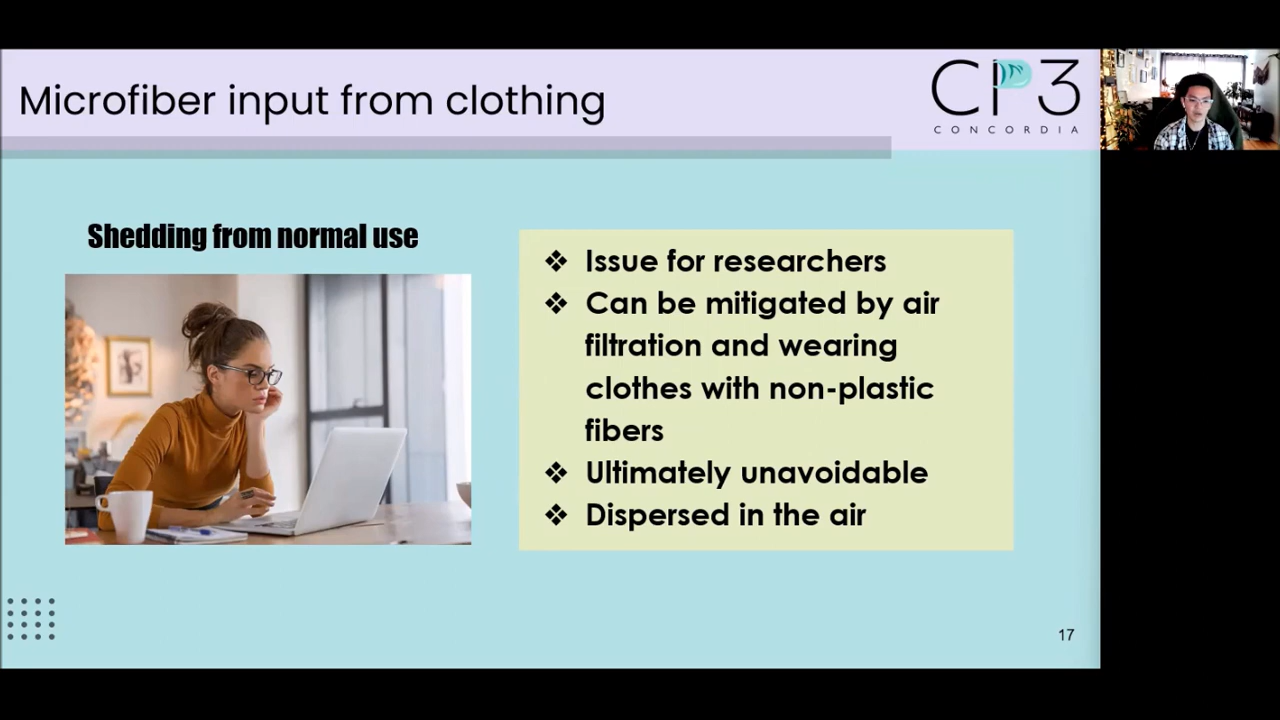 Microfiber input from clothing
CP3
CONCORDIA
Shedding from normal use
❖ Issue for researchers
❖ Can be mitigated by air
filtration and wearing
clothes with non-plastic
fibers
❖ Ultimately unavoidable
❖ Dispersed in the air
17